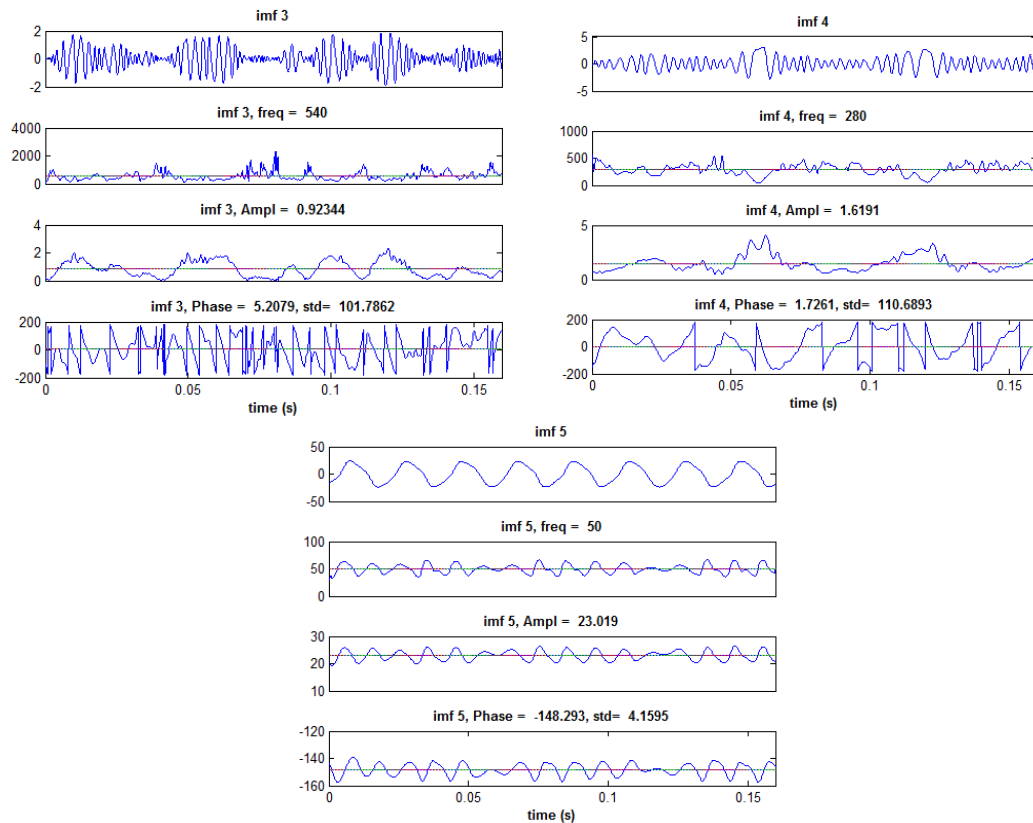 imf 3
2
0
-2
imf 3, freq = 540
4000
2000
0
imf 3, Ampl = 0.92344
4
2
0
imf 3, Phase = 5.2079, std= 101.7862
200
0
-200
0 0.05 0.1 0.15
time (s)
imf 4
5
0
-5
imf 4, freq = 280
1000
500
0
imf 4, Ampl = 1.6191
5
0
imf 4, Phase = 1.7261, std= 110.6893
200
0
-200
0 0.05 0.1 0.15
time (s)
imf 5
50
0
-50
imf 5, freq = 50
100
50
0
imf 5, Ampl = 23.019
30
20
10
imf 5, Phase = -148.293, std= 4.1595
-120
-140
-160
0 0.05 0.1 0.15
time (s)